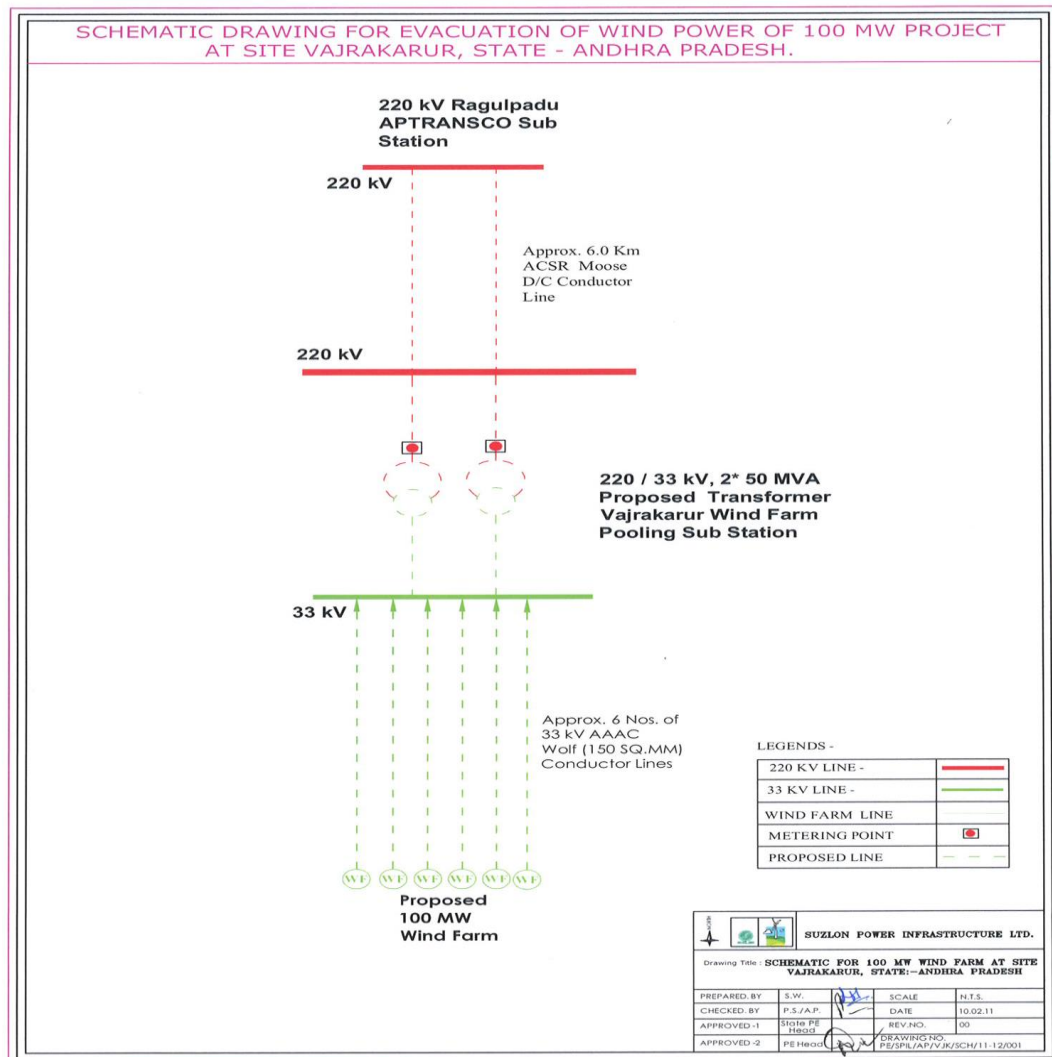 SCHEMATIC DRAWING FOR EVACUATION OF WIND POWER OF 100 MW PROJECT
AT SITE VAJRAKARUR, STATE - ANDHRA PRADESH.
220 kV Ragulpadu
APTRANSCO Sub
Station
220 kV
Approx. 6.0 Km
ACSR Moose
D/C Conductor
Line
220 kV
220 / 33 kV, 2* 50 MVA
Proposed Transformer
Vajrakarur Wind Farm
Pooling Sub Station
33 kV
Approx. 6 Nos. of
33 kV AAAC
Wolf (150 SQ.MM)
Conductor Lines
WF WF WF WF WF WF
Proposed
100 MW
Wind Farm
LEGENDS -
220 KV LINE -
33 KV LINE -
WIND FARM LINE
METERING POINT
PROPOSED LINE
SUZLON POWER INFRASTRUCTURE LTD.
Drawing Title : SCHEMATIC FOR 100 MW WIND FARM AT SITE
VAJRAKARUR, STATE:-ANDHRA PRADESH
PREPARED. BY S.W. SCALE N.T.S.
CHECKED. BY P.S./A.P. DATE 10.02.11
APPROVED -1 State PE Head REV.NO. 00
APPROVED -2 PE Head DRAWING NO. PE/SPIL/AP/VJK/SCH/11-12/001